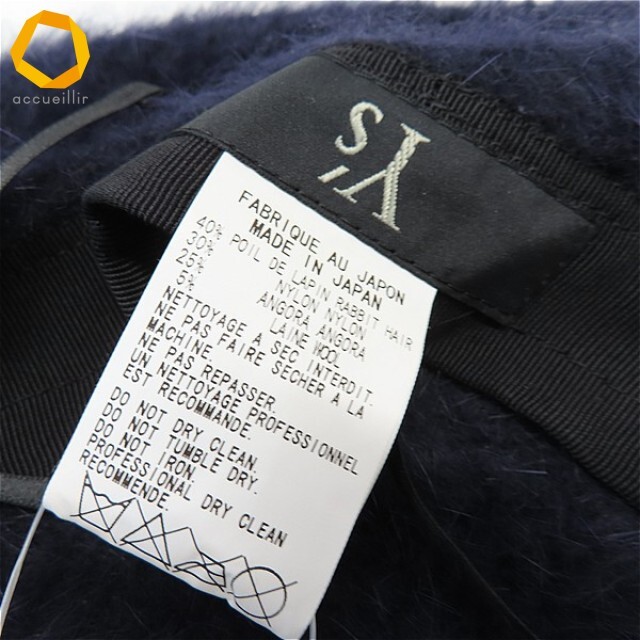 accueillir
Y's
FABRIQUE AU JAPON
MADE IN JAPAN
40% POIL DE LAPIN RABBIT HAIR
30% NYLON NYLON
25% ANGORA ANGORA
5% LAINE WOOL
NETTOYAGE A SEC INTERDIT.
NE PAS FAIRE SECHER A LA
MACHINE.
NE PAS REPASSER.
UN NETTOYAGE PROFESSIONNEL
EST RECOMMANDE.
DO NOT DRY CLEAN.
DO NOT TUMBLE DRY.
DO NOT IRON.
PROFESSIONAL DRY CLEAN
RECOMMENDE.